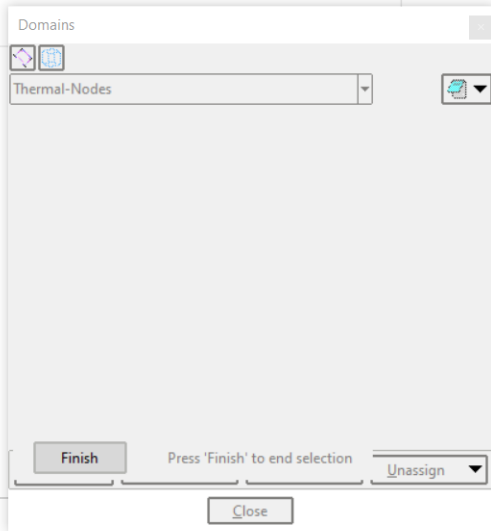 Domains
Thermal-Nodes
Finish
Press 'Finish' to end selection
Unassign
Close